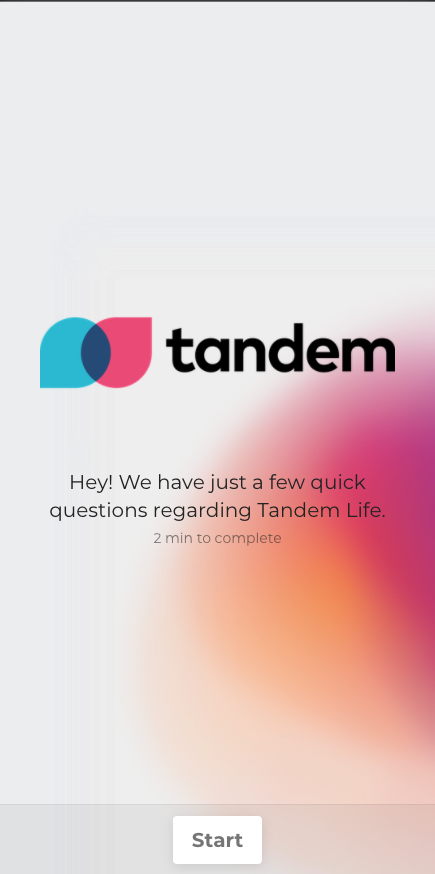 tandem
Hey! We have just a few quick
questions regarding Tandem Life.
2 min to complete
Start